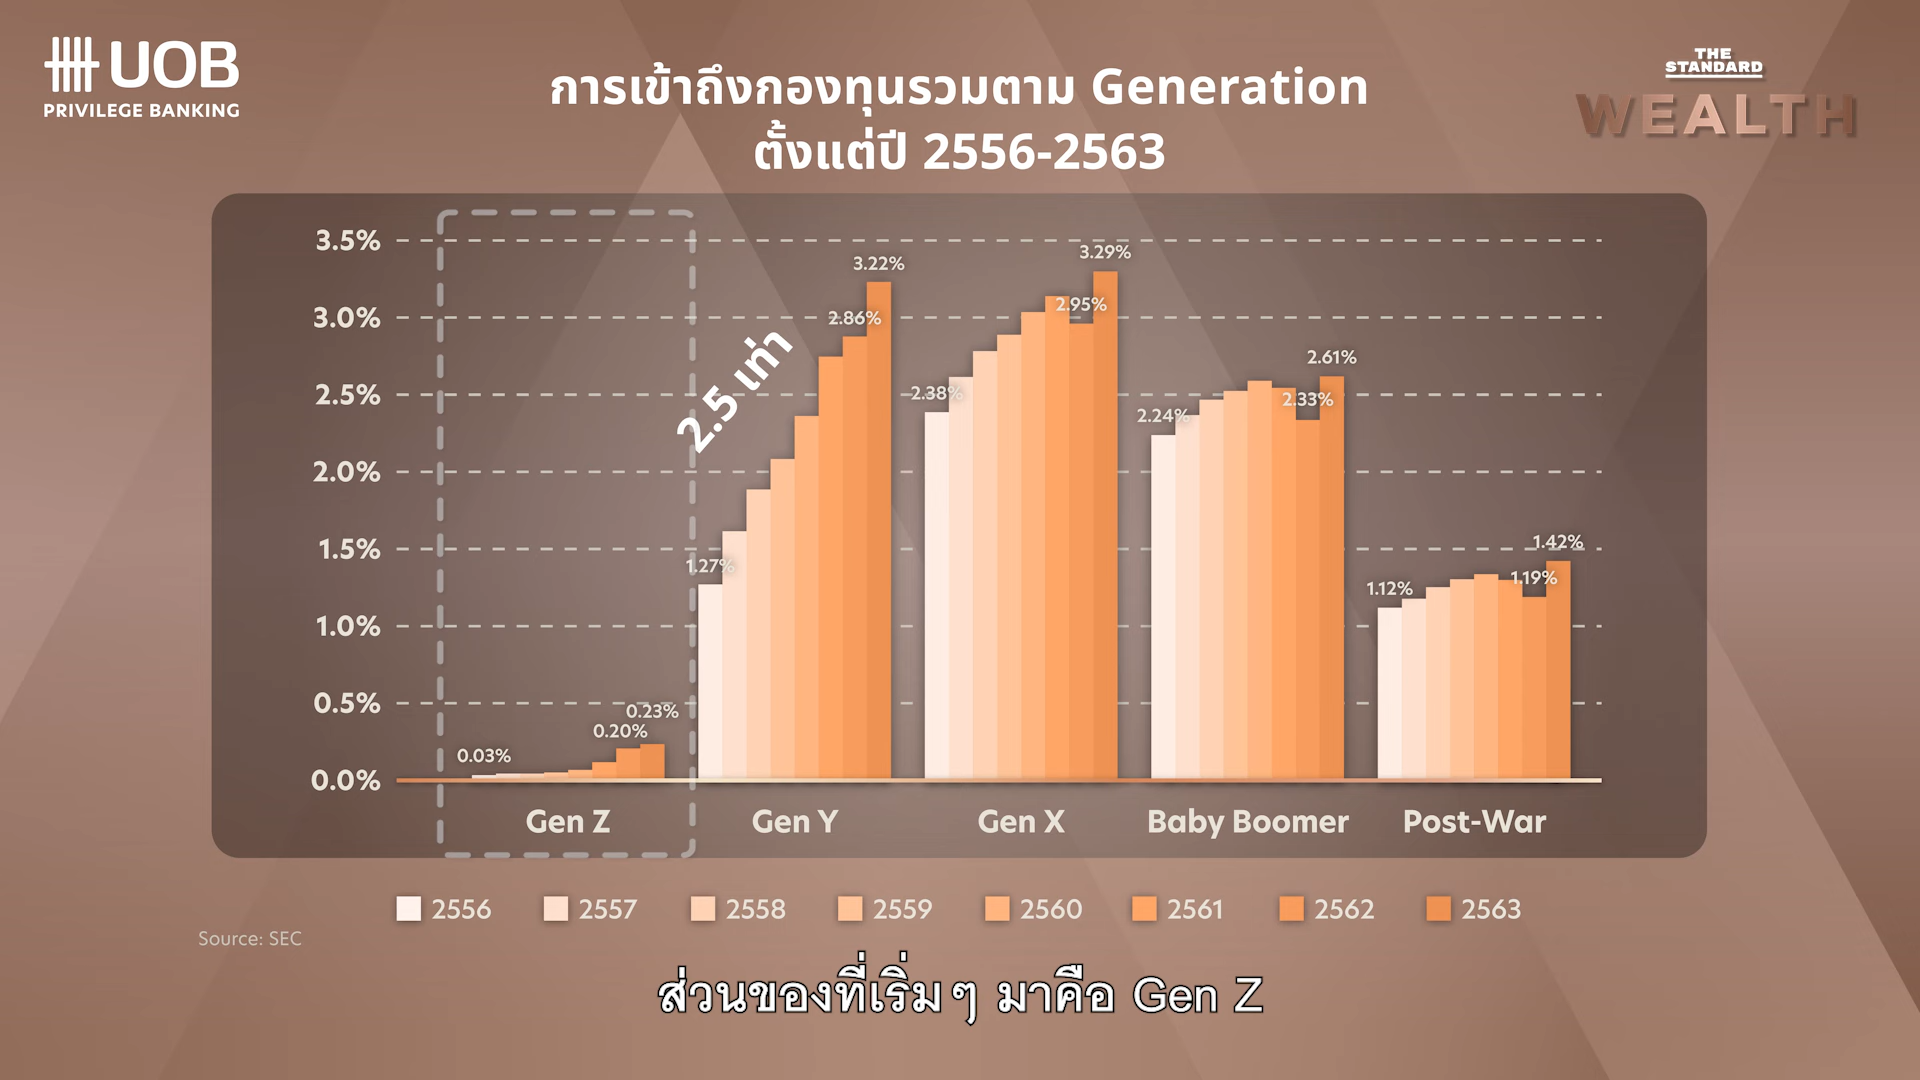 UOB
PRIVILEGE BANKING
การเข้าถึงกองทุนรวมตาม Generation
ตั้งแต่ปี 2556-2563
THE
STANDARD
WEALTH
3.5%
3.0%
2.5%
2.0%
1.5%
1.0%
0.5%
0.0%
0.03%
0.20%
0.23%
2.5 เท่า
1.27%
2.86%
3.22%
2.38%
2.95%
3.29%
2.24%
2.33%
2.61%
1.12%
1.19%
1.42%
Gen Z
Gen Y
Gen X
Baby Boomer
Post-War
2556
2557
2558
2559
2560
2561
2562
2563
Source: SEC
ส่วนของที่เริ่มๆ มาคือ Gen Z